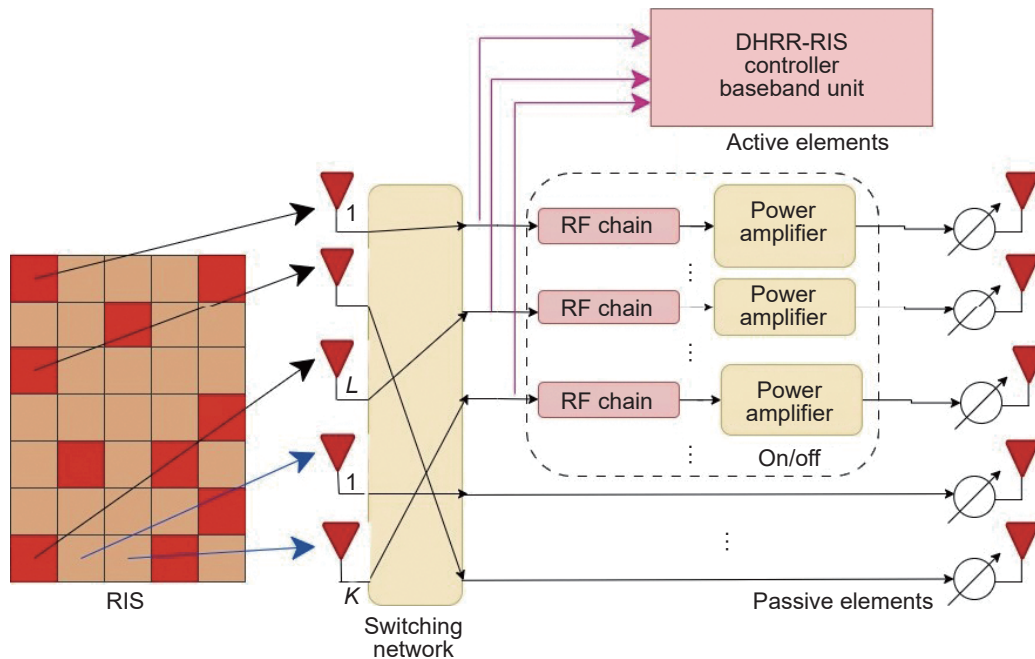 DHRR-RIS
controller
baseband unit
Active elements
1
RF chain
Power
amplifier
RF chain
Power
amplifier
L
RF chain
Power
amplifier
On/off
1
K
RIS
Switching
network
Passive elements